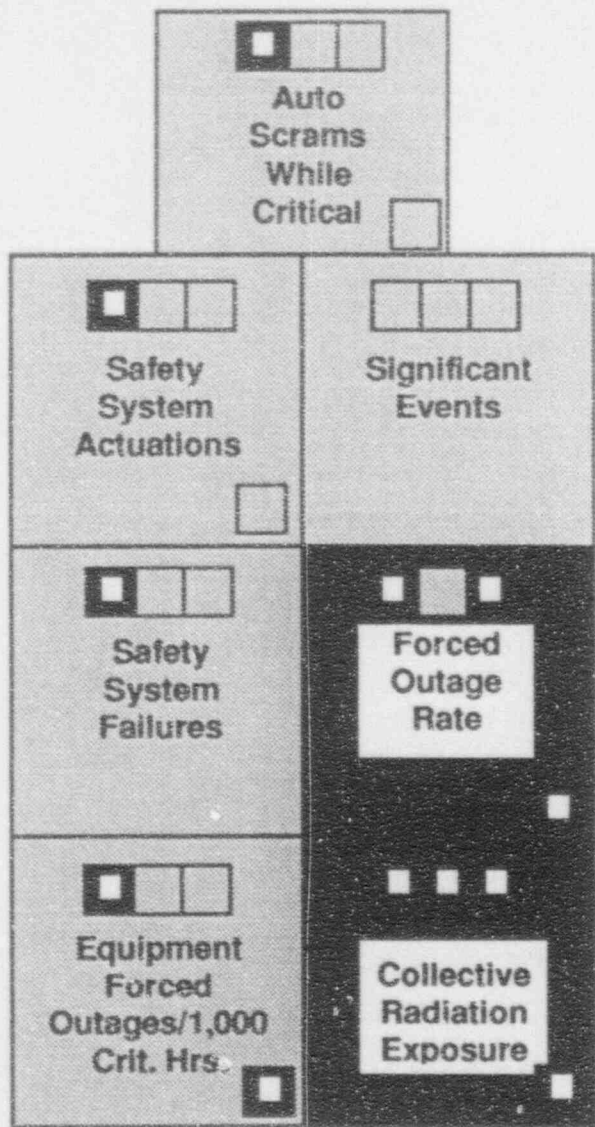 Auto
Scrams
While
Critical
Safety
System
Actuations
Significant
Events
Safety
System
Failures
Forced
Outage
Rate
Equipment
Forced
Outages/1,000
Crit. Hrs.
Collective
Radiation
Exposure